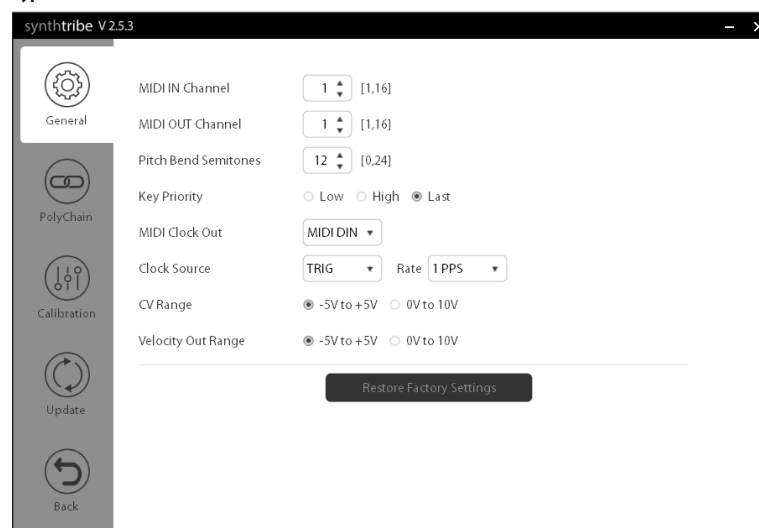 synthtribe V 2.5.3
General
PolyChain
Calibration
Update
Back
MIDI IN Channel 1 [1,16]
MIDI OUT Channel 1 [1,16]
Pitch Bend Semitones 12 [0,24]
Key Priority Low High Last
MIDI Clock Out MIDI DIN
Clock Source TRIG Rate 1 PPS
CV Range -5V to +5V 0V to 10V
Velocity Out Range -5V to +5V 0V to 10V
Restore Factory Settings